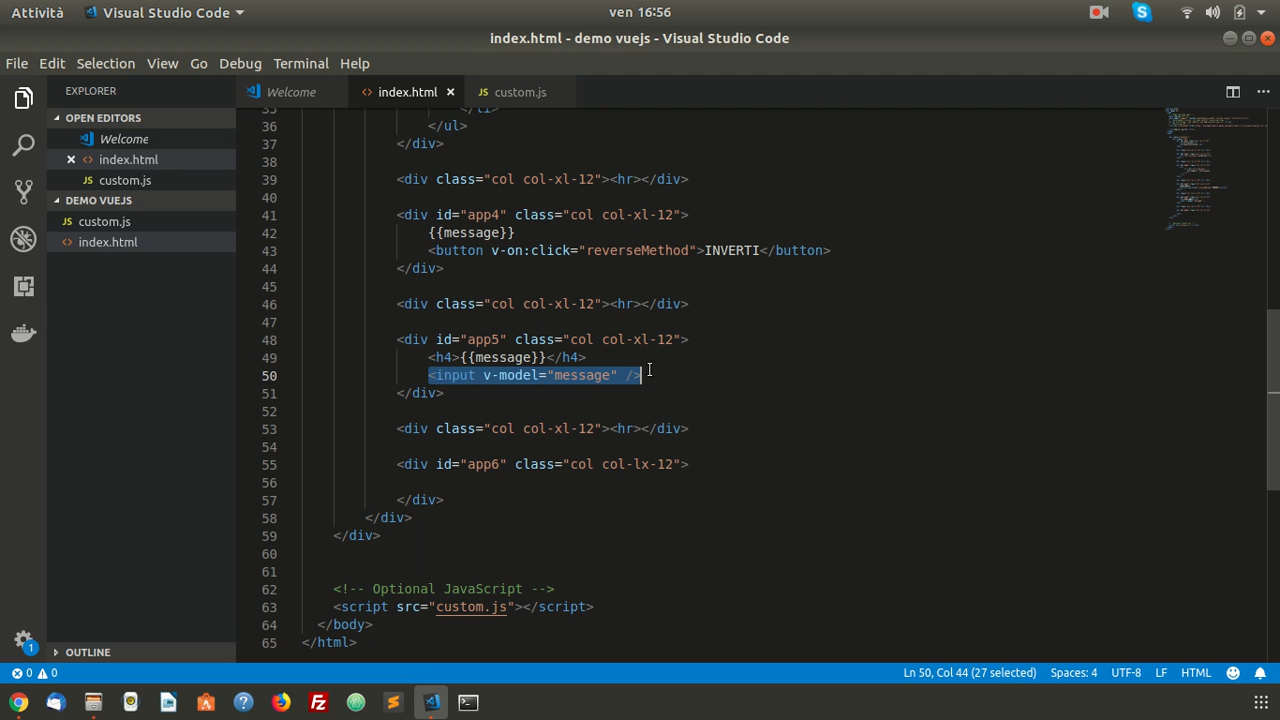 Attività Visual Studio Code ven 16:56
index.html - demo vuejs - Visual Studio Code
File Edit Selection View Go Debug Terminal Help
EXPLORER
OPEN EDITORS
Welcome
index.html
custom.js
DEMO VUEJS
custom.js
index.html
OUTLINE
1
Welcome index.html custom.js
35 </li>
36 </ul>
37 </div>
38
39 <div class="col col-xl-12"><hr></div>
40
41 <div id="app4" class="col col-xl-12">
42 {{message}}
43 <button v-on:click="reverseMethod">INVERTI</button>
44 </div>
45
46 <div class="col col-xl-12"><hr></div>
47
48 <div id="app5" class="col col-xl-12">
49 <h4>{{message}}</h4>
50 <input v-model="message" />
51 </div>
52
53 <div class="col col-xl-12"><hr></div>
54
55 <div id="app6" class="col col-lx-12">
56
57 </div>
58 </div>
59 </div>
60
61
62 <!-- Optional JavaScript -->
63 <script src="custom.js"></script>
64 </body>
65 </html>
0 0 Ln 50, Col 44 (27 selected) Spaces: 4 UTF-8 LF HTML